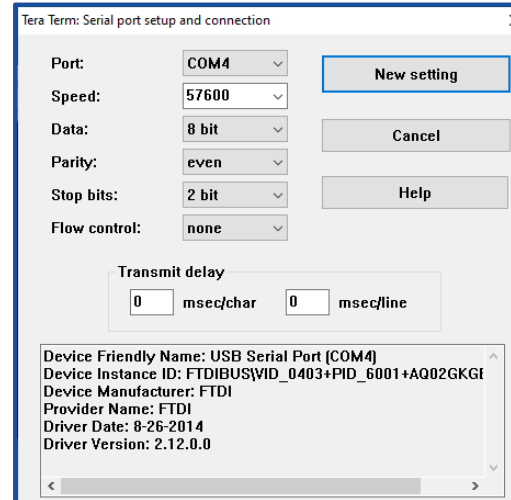 Tera Term: Serial port setup and connection
Port: COM4
New setting
Speed: 57600
Data: 8 bit
Cancel
Parity: even
Stop bits: 2 bit
Help
Flow control: none
Transmit delay
0 msec/char 0 msec/line
Device Friendly Name: USB Serial Port (COM4)
Device Instance ID: FTDIBUS\VID_0403+PID_6001+AQ02GKGE
Device Manufacturer: FTDI
Provider Name: FTDI
Driver Date: 8-26-2014
Driver Version: 2.12.0.0